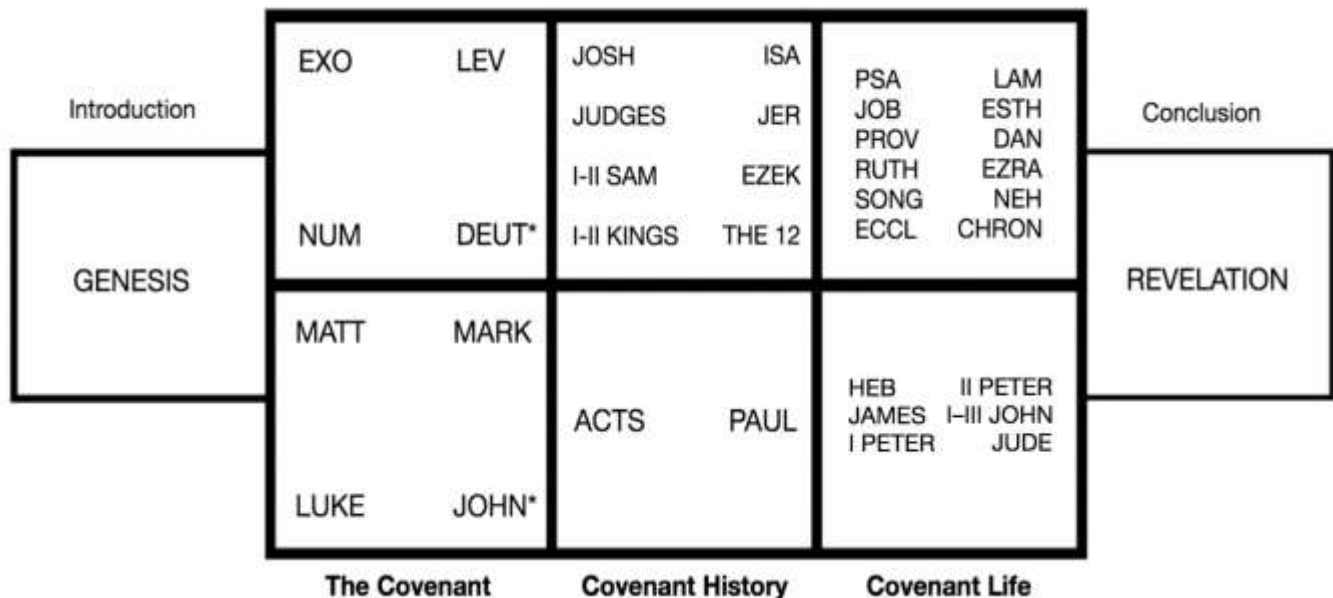 Introduction
GENESIS
EXO LEV
NUM DEUT*
JOSH ISA
JUDGES JER
I-II SAM EZEK
I-II KINGS THE 12
PSA LAM
JOB ESTH
PROV DAN
RUTH EZRA
SONG NEH
ECCL CHRON
MATT MARK
LUKE JOHN*
ACTS PAUL
HEB II PETER
JAMES I–III JOHN
I PETER JUDE
Conclusion
REVELATION
The Covenant
Covenant History
Covenant Life